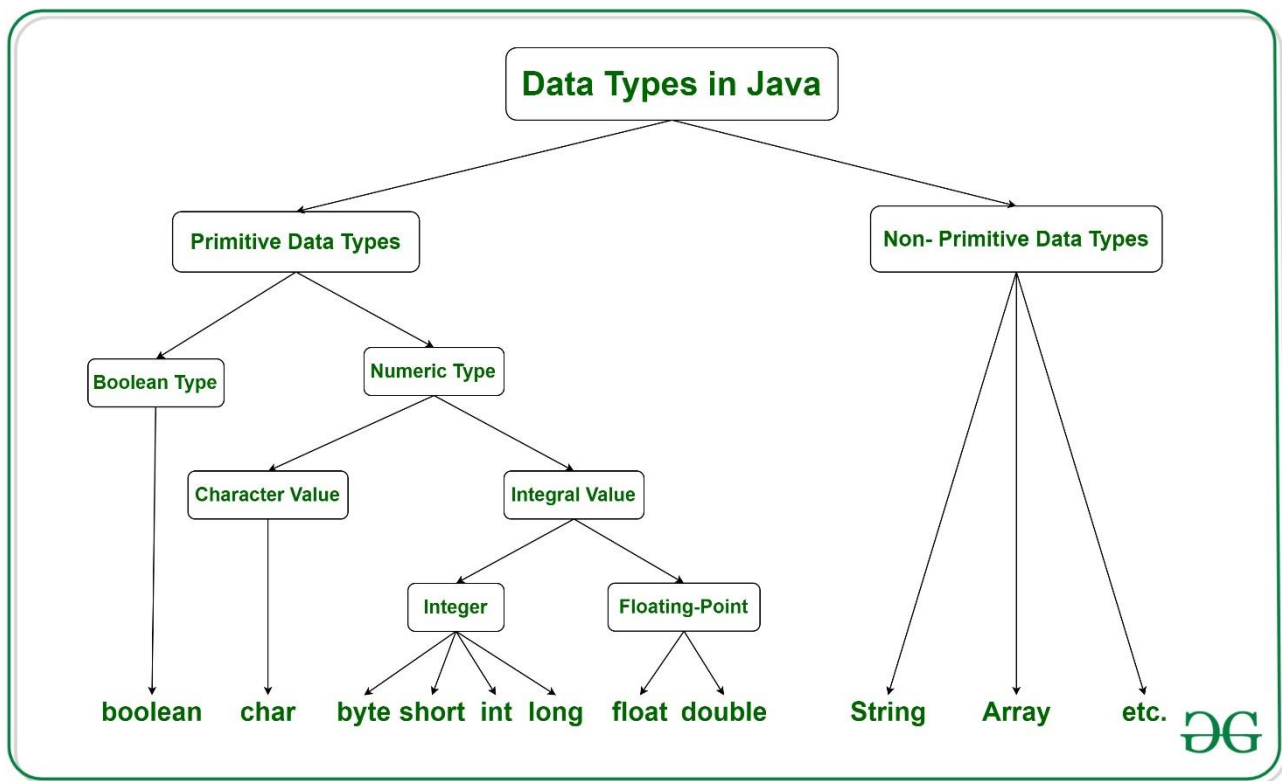 Data Types in Java
Primitive Data Types
Non- Primitive Data Types
Boolean Type
Numeric Type
Character Value
Integral Value
Integer
Floating-Point
boolean
char
byte
short
int
long
float
double
String
Array
etc.